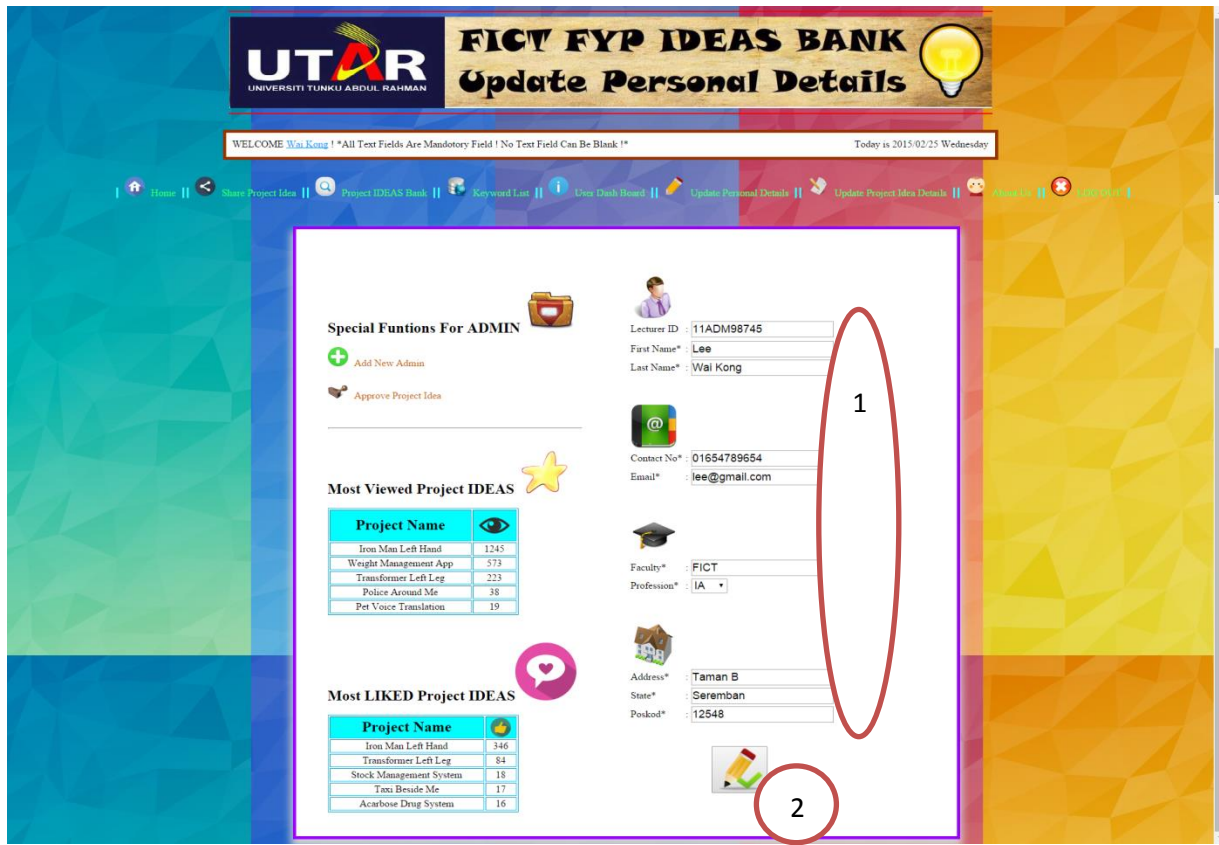 UTAR
UNIVERSITI TUNKU ABDUL RAHMAN
FICT FYP IDEAS BANK
Update Personal Details
WELCOME Wai Kong ! *All Text Fields Are Mandotory Field ! No Text Field Can Be Blank !*
Today is 2015/02/25 Wednesday
| Home || Share Project Idea || Project IDEAS Bank || Keyword List || User Dash Board || Update Personal Details || Update Project Idea Details || About Us || LOG OUT |
Special Funtions For ADMIN
Add New Admin
Approve Project Idea
Most Viewed Project IDEAS
Project Name
Iron Man Left Hand 1245
Weight Management App 573
Transformer Left Leg 223
Police Around Me 38
Pet Voice Translation 19
Most LIKED Project IDEAS
Project Name
Iron Man Left Hand 346
Transformer Left Leg 84
Stock Management System 18
Taxi Beside Me 17
Acarbose Drug System 16
Lecturer ID : 11ADM98745
First Name* : Lee
Last Name* : Wai Kong
@
Contact No* : 01654789654
Email* : lee@gmail.com
Faculty* : FICT
Profession* : IA
Address* : Taman B
State* : Seremban
Poskod* : 12548
1
2